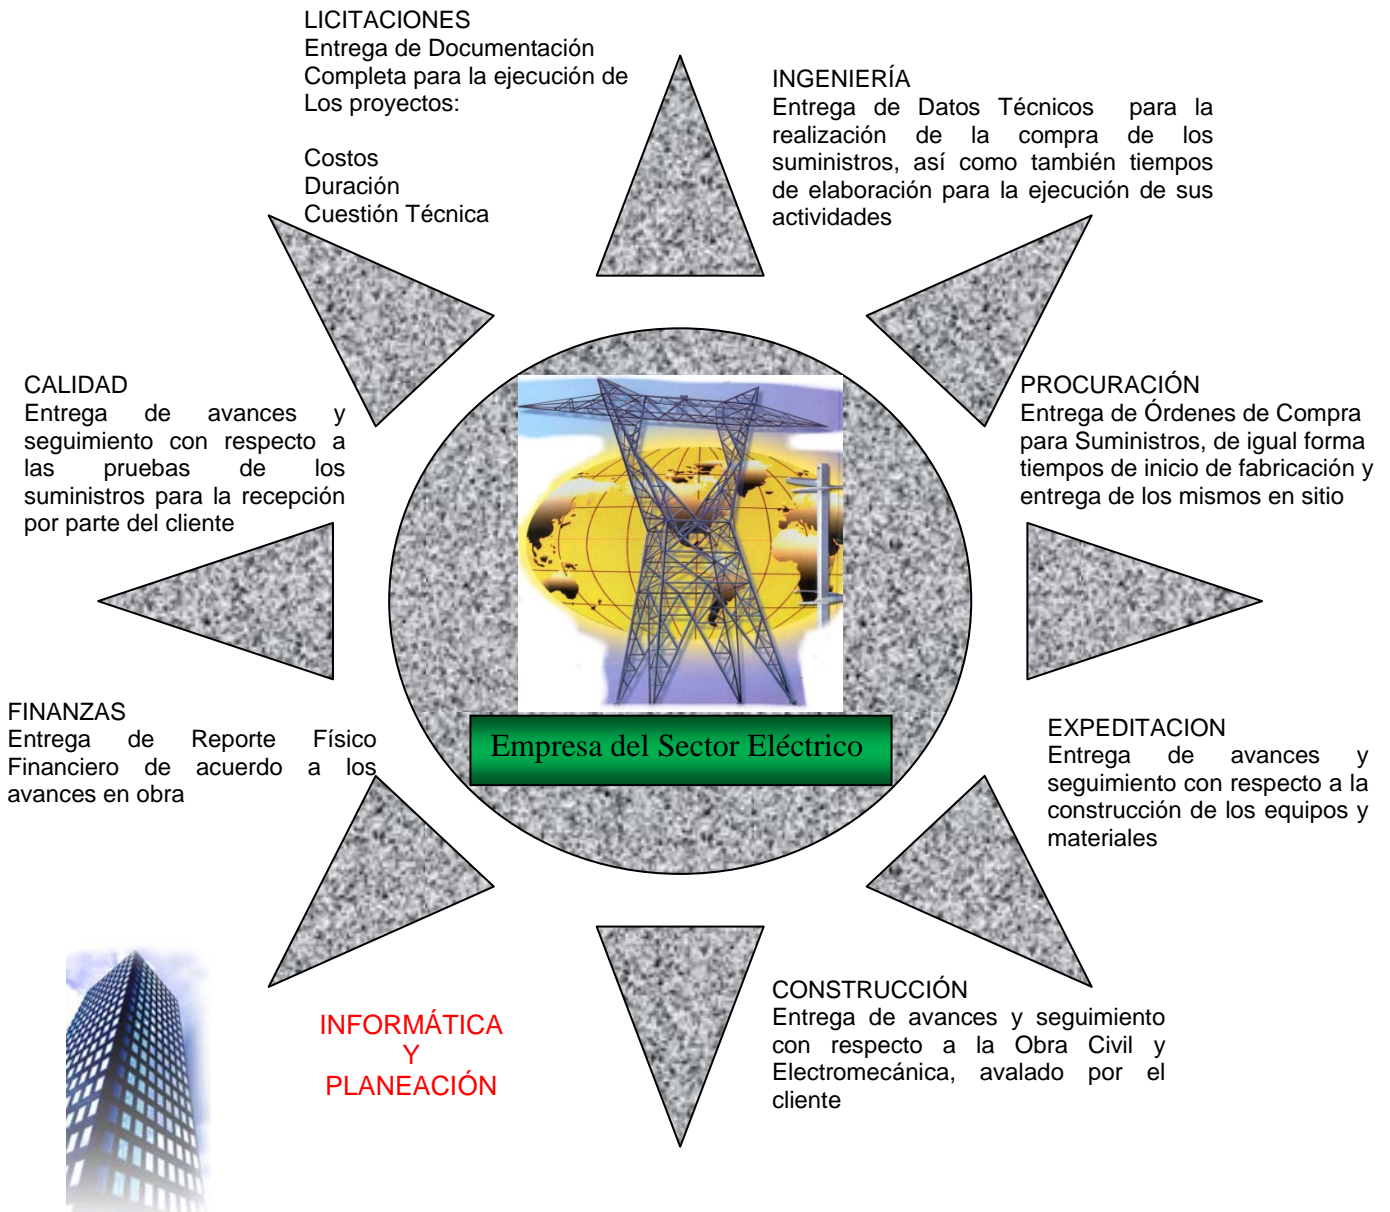 LICITACIONES
Entrega de Documentación
Completa para la ejecución de
Los proyectos:
Costos
Duración
Cuestión Técnica
INGENIERÍA
Entrega de Datos Técnicos para la
realización de la compra de los
suministros, así como también tiempos
de elaboración para la ejecución de sus
actividades
CALIDAD
Entrega de avances y
seguimiento con respecto a
las pruebas de los
suministros para la recepción
por parte del cliente
PROCURACIÓN
Entrega de Órdenes de Compra
para Suministros, de igual forma
tiempos de inicio de fabricación y
entrega de los mismos en sitio
Empresa del Sector Eléctrico
FINANZAS
Entrega de Reporte Físico
Financiero de acuerdo a los
avances en obra
EXPEDITACION
Entrega de avances y
seguimiento con respecto a la
construcción de los equipos y
materiales
INFORMÁTICA
Y
PLANEACIÓN
CONSTRUCCIÓN
Entrega de avances y seguimiento
con respecto a la Obra Civil y
Electromecánica, avalado por el
cliente